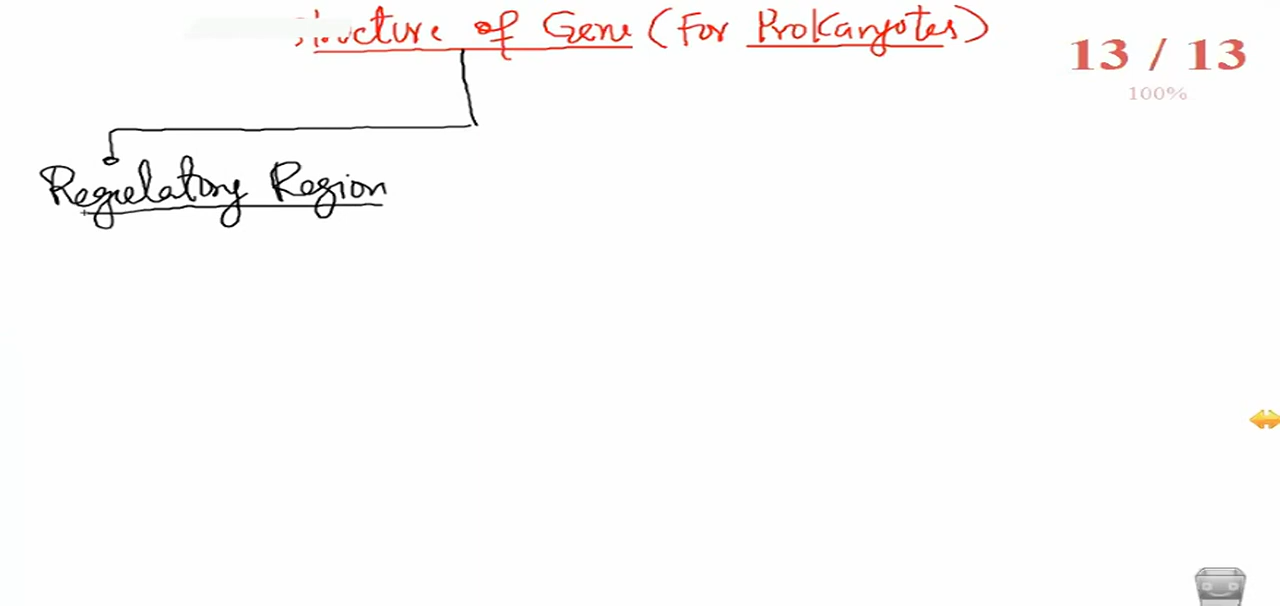 Structure of Gene (For Prokaryotes)
13 / 13
100%
Regulatory Region